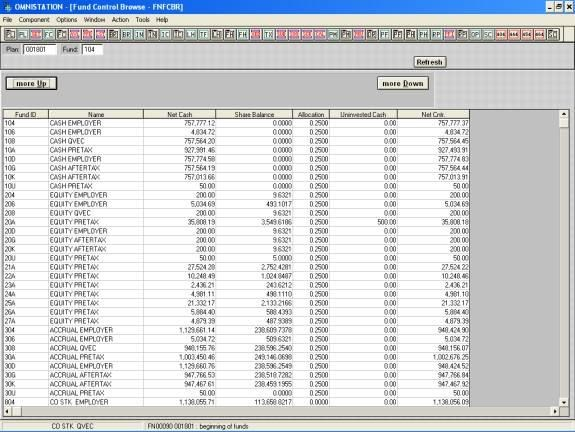 OMNISTATION - [Fund Control Browse - FNFCBR]
File Component Options Window Action Tools Help
Plan: 001801 Fund: 104
Refresh
more Up more Down
Fund ID Name Net Cash Share Balance Allocation Uninvested Cash Net Cntr.
104 CASH EMPLOYER 757,777.12 0.0000 0.2500 0.00 757,777.37
106 CASH EMPLOYER 4,834.72 0.0000 0.2500 0.00 4,834.72
108 CASH QVEC 757,564.20 0.0000 0.2500 0.00 757,564.45
10A CASH PRETAX 927,991.46 0.0000 0.2500 0.00 927,493.91
10D CASH EMPLOYER 757,774.58 0.0000 0.2500 0.00 757,774.83
10G CASH AFTERTAX 757,564.19 0.0000 0.2500 0.00 757,564.44
10K CASH AFTERTAX 757,013.66 0.0000 0.2500 0.00 757,013.91
10U CASH PRETAX 50.00 0.0000 0.2500 0.00 50.00
204 EQUITY EMPLOYER 200.00 9.6321 0.2500 0.00 200.00
206 EQUITY EMPLOYER 5,034.69 493.1017 0.2500 0.00 5,034.69
208 EQUITY QVEC 200.00 9.6321 0.2500 0.00 200.00
20A EQUITY PRETAX 35,808.19 3,549.6186 0.2500 500.00 35,808.18
20D EQUITY EMPLOYER 200.00 9.6321 0.2500 0.00 200.00
20G EQUITY AFTERTAX 200.00 9.6321 0.2500 0.00 200.00
20K EQUITY AFTERTAX 200.00 9.6321 0.2500 0.00 200.00
20U EQUITY PRETAX 50.00 5.0000 0.2500 0.00 50.00
21A EQUITY PRETAX 27,524.28 2,752.4281 0.2500 0.00 27,524.22
22A EQUITY PRETAX 10,248.49 1,024.8487 0.2500 0.00 10,248.46
23A EQUITY PRETAX 2,436.21 243.6212 0.2500 0.00 2,436.21
24A EQUITY PRETAX 4,981.11 498.1110 0.2500 0.00 4,981.10
25A EQUITY PRETAX 21,332.17 2,133.2166 0.2500 0.00 21,332.17
26A EQUITY PRETAX 5,884.40 588.4393 0.2500 0.00 5,884.40
27A EQUITY PRETAX 4,879.39 487.9389 0.2500 0.00 4,879.39
304 ACCRUAL EMPLOYER 1,129,661.14 238,609.7378 0.2500 0.00 948,424.90
306 ACCRUAL EMPLOYER 5,034.72 509.6321 0.2500 0.00 5,034.72
308 ACCRUAL QVEC 948,155.76 238,596.2540 0.2500 0.00 948,156.07
30A ACCRUAL PRETAX 1,003,450.46 249,146.0698 0.2500 0.00 1,002,676.25
30D ACCRUAL EMPLOYER 1,129,660.76 238,596.2549 0.2500 0.00 948,424.52
30G ACCRUAL AFTERTAX 947,766.53 238,518.7282 0.2500 0.00 947,766.84
30K ACCRUAL AFTERTAX 947,467.61 238,459.1955 0.2500 0.00 947,467.92
30U ACCRUAL PRETAX 50.00 0.0000 0.2500 0.00 50.00
804 CO STK EMPLOYER 1,138,055.71 113,658.8217 0.0000 0.00 1,138,056.09
CO STK QVEC FN00090 001801 : beginning of funds